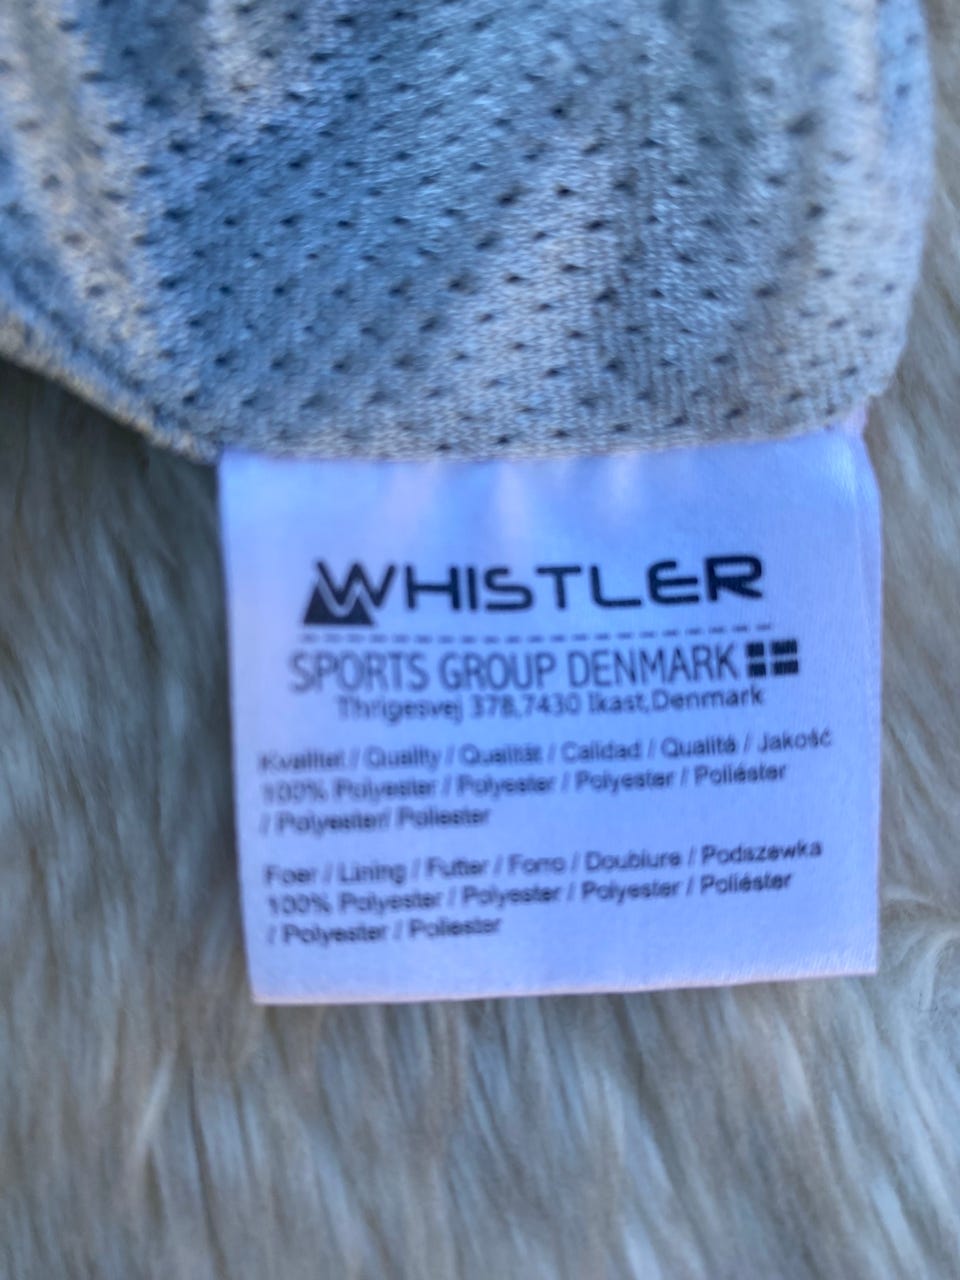 WHISTLER
SPORTS GROUP DENMARK
Thrigesvej 378,7430 Ikast,Denmark
Kvalitet / Quality / Qualität / Calidad / Qualité / Jakość
100% Polyester / Polyester / Polyester / Poliéster
/ Polyester/ Poliester
Foer / Lining / Futter / Forro / Doublure / Podszewka
100% Polyester / Polyester / Polyester / Poliéster
/ Polyester / Poliester